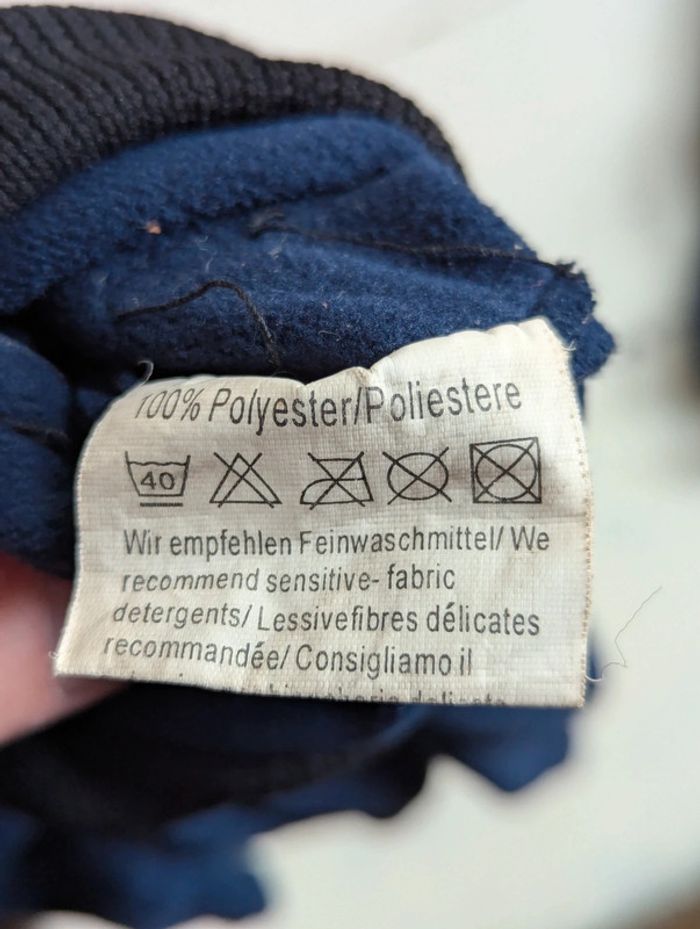 100% Polyester/Poliestere
40
Wir empfehlen Feinwaschmittel/ We
recommend sensitive- fabric
detergents/ Lessivefibres délicates
recommandée/ Consigliamo il